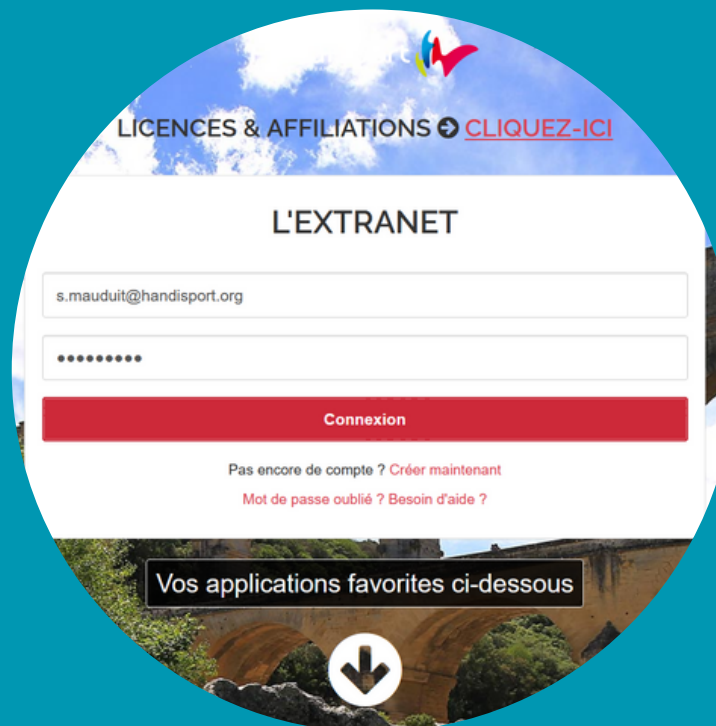 LICENCES & AFFILIATIONS CLIQUEZ-ICI
L'EXTRANET
s.mauduit@handisport.org
•••••••••
Connexion
Pas encore de compte ? Créer maintenant
Mot de passe oublié ? Besoin d'aide ?
Vos applications favorites ci-dessous